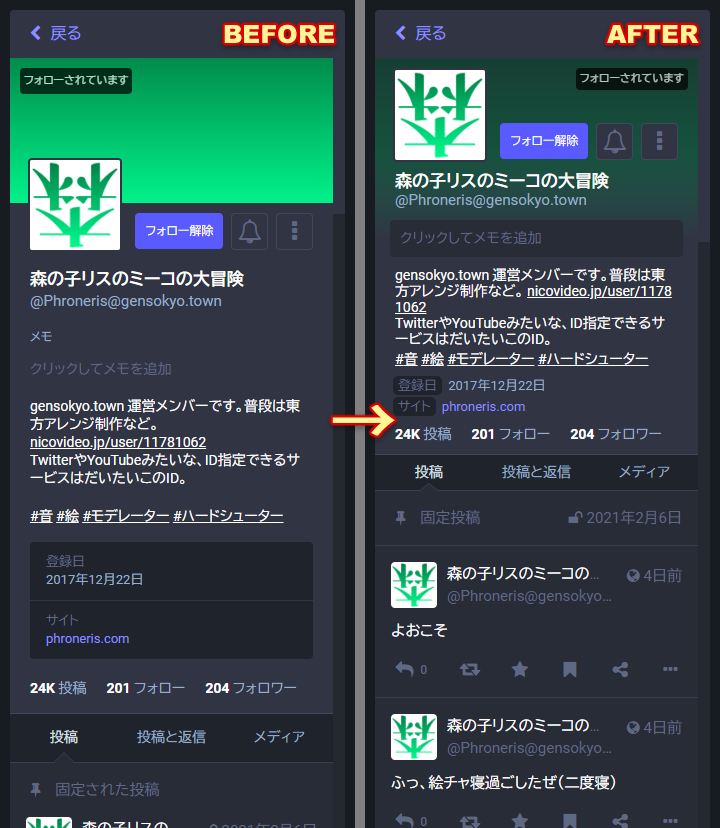 戻る
BEFORE
フォローされています
フォロー解除
森の子リスのミーコの大冒険
@Phroneris@gensokyo.town
メモ
クリックしてメモを追加
gensokyo.town 運営メンバーです。普段は東
方アレンジ制作など。
nicovideo.jp/user/11781062
TwitterやYouTubeみたいな、ID指定できるサ
ービスはだいたいこのID。
#音 #絵 #モデレーター #ハードシューター
登録日
2017年12月22日
サイト
phroneris.com
24K 投稿 201 フォロー 204 フォロワー
投稿 投稿と返信 メディア
固定された投稿
戻る
AFTER
フォローされています
フォロー解除
森の子リスのミーコの大冒険
@Phroneris@gensokyo.town
クリックしてメモを追加
gensokyo.town 運営メンバーです。普段は東
方アレンジ制作など。 nicovideo.jp/user/1178
1062
TwitterやYouTubeみたいな、ID指定できるサ
ービスはだいたいこのID。
#音 #絵 #モデレーター #ハードシューター
登録日 2017年12月22日
サイト phroneris.com
24K 投稿 201 フォロー 204 フォロワー
投稿 投稿と返信 メディア
固定投稿 2021年2月6日
森の子リスのミーコの... 4日前
@Phroneris@gensokyo...
よおこそ
0
森の子リスのミーコの... 4日前
@Phroneris@gensokyo...
ふっ、絵チャ寝過ごしたぜ（二度寝）
0